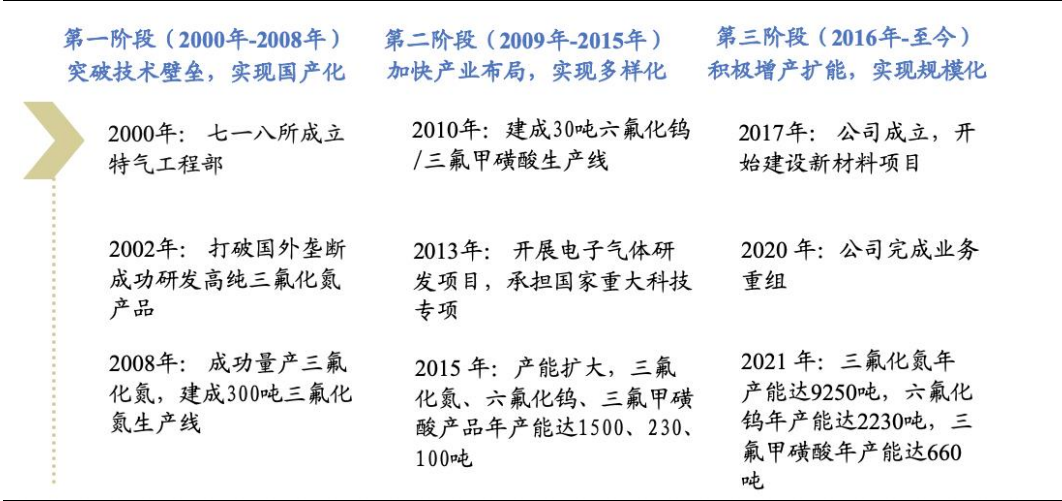 第一阶段（2000年-2008年）
突破技术壁垒，实现国产化
2000年： 七一八所成立
特气工程部
2002年： 打破国外垄断
成功研发高纯三氟化氮
产品
2008年： 成功量产三氟
化氮，建成300吨三氟化
氮生产线
第二阶段（2009年-2015年）
加快产业布局，实现多样化
2010年：建成30吨六氟化钨
/三氟甲磺酸生产线
2013年： 开展电子气体研
发项目，承担国家重大科技
专项
2015 年：产能扩大，三氟
化氮、六氟化钨、三氟甲磺
酸产品年产能达1500、230、
100吨
第三阶段（2016年-至今）
积极增产扩能，实现规模化
2017年： 公司成立，开
始建设新材料项目
2020 年：公司完成业务
重组
2021 年：三氟化氮年
产能达9250吨，六氟化
钨年产能达2230吨，三
氟甲磺酸年产能达660
吨